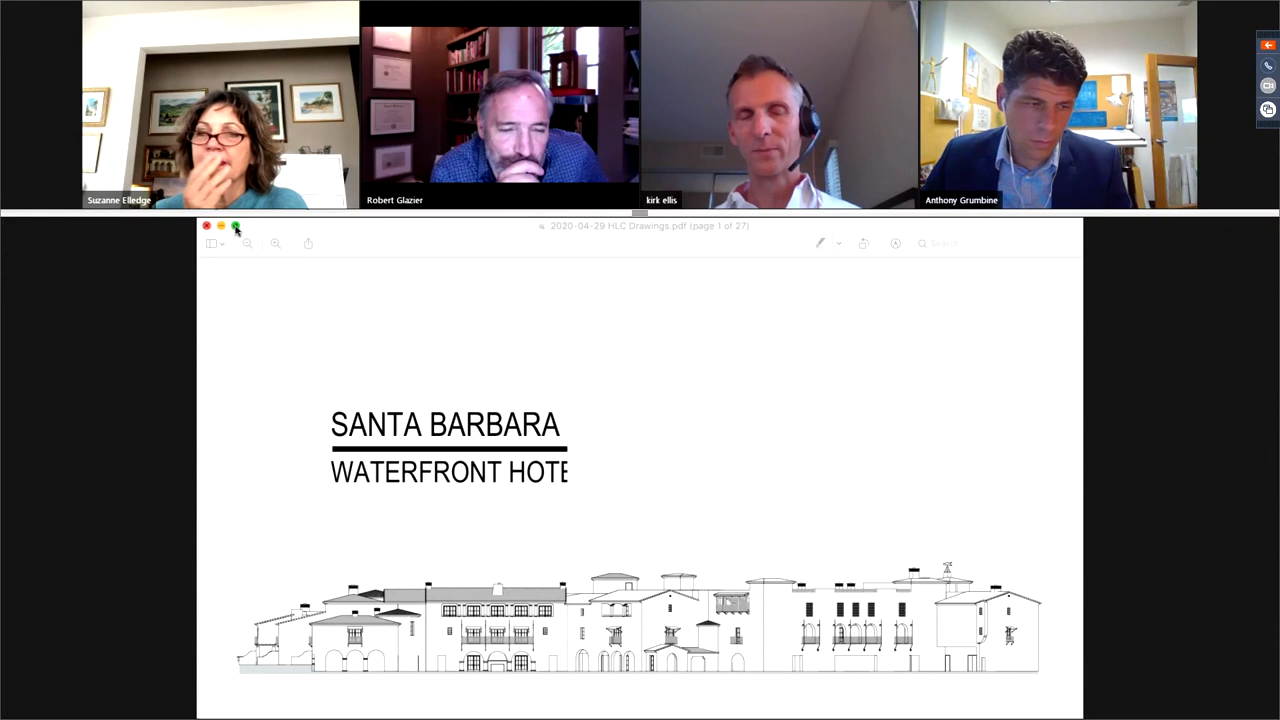 Suzanne Elledge
Robert Glazier
kirk ellis
Anthony Grumbine
2020-04-29 HLC Drawings.pdf (page 1 of 27)
Search
SANTA BARBARA
WATERFRONT HOTE